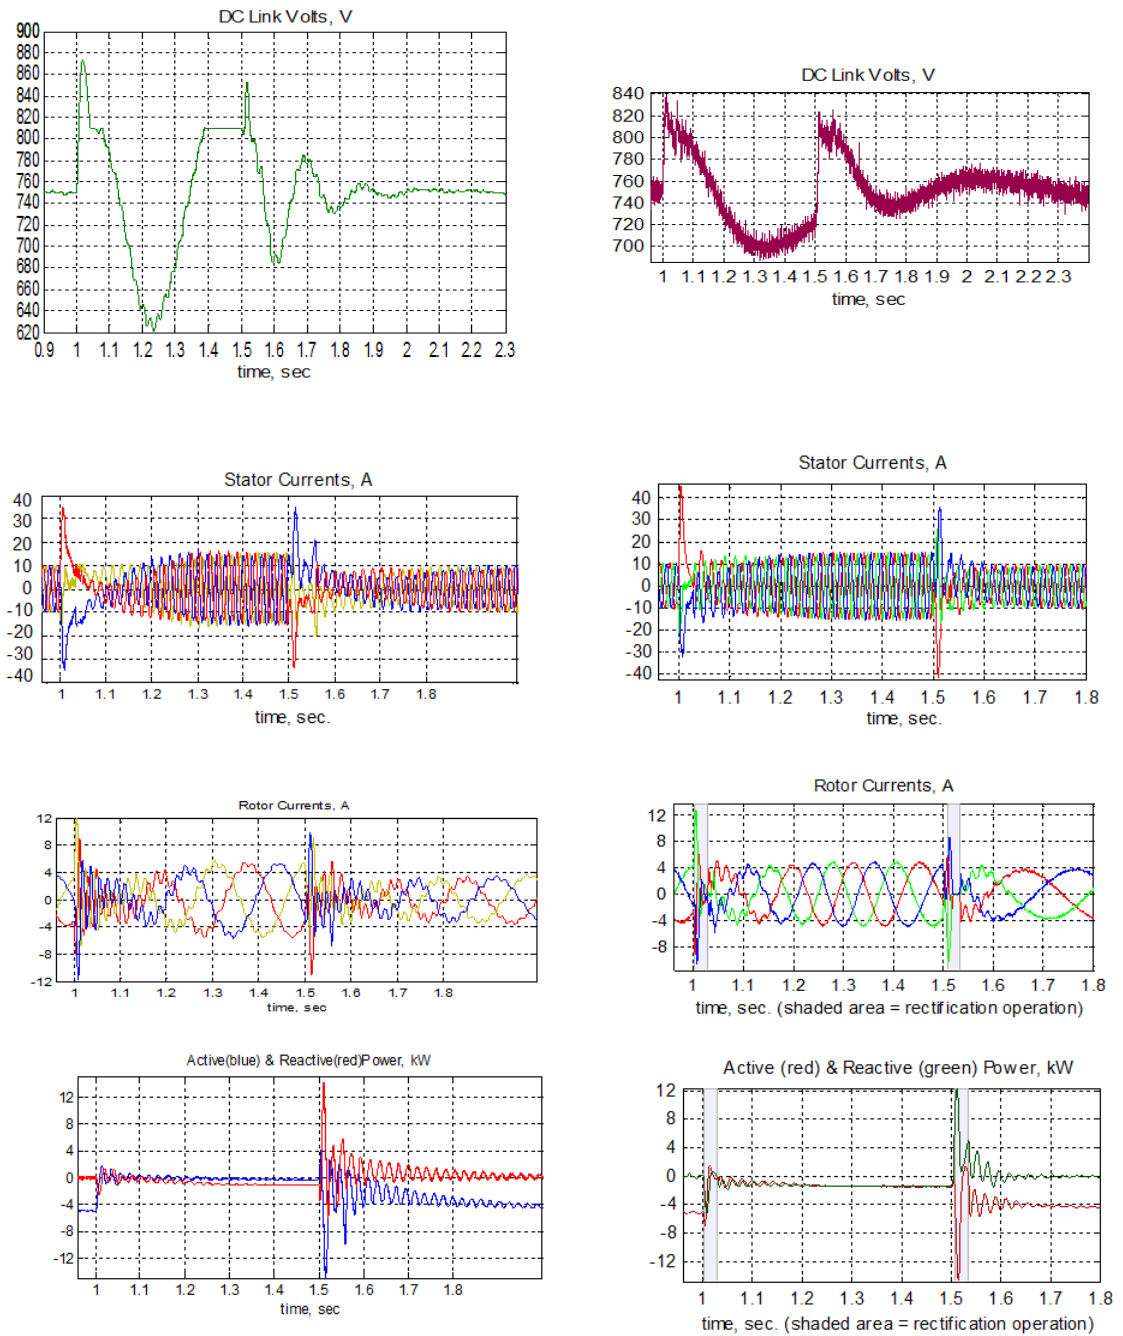 DC Link Volts, V
900
880
860
840
820
800
780
760
740
720
700
680
660
640
620
0.9 1 1.1 1.2 1.3 1.4 1.5 1.6 1.7 1.8 1.9 2 2.1 2.2 2.3
time, sec
DC Link Volts, V
840
820
800
780
760
740
720
700
1 1.1 1.2 1.3 1.4 1.5 1.6 1.7 1.8 1.9 2 2.1 2.2 2.3
time, sec
Stator Currents, A
40
30
20
10
0
-10
-20
-30
-40
1 1.1 1.2 1.3 1.4 1.5 1.6 1.7 1.8
time, sec.
Stator Currents, A
40
30
20
10
0
-10
-20
-30
-40
1 1.1 1.2 1.3 1.4 1.5 1.6 1.7 1.8
time, sec.
Rotor Currents, A
12
8
4
0
-4
-8
-12
1 1.1 1.2 1.3 1.4 1.5 1.6 1.7 1.8
time, sec
Rotor Currents, A
12
8
4
0
-4
-8
1 1.1 1.2 1.3 1.4 1.5 1.6 1.7 1.8
time, sec. (shaded area = rectification operation)
Active(blue) & Reactive(red)Power, kW
12
8
4
0
-4
-8
-12
1 1.1 1.2 1.3 1.4 1.5 1.6 1.7 1.8
time, sec
Active (red) & Reactive (green) Power, kW
12
8
4
0
-4
-8
-12
1 1.1 1.2 1.3 1.4 1.5 1.6 1.7 1.8
time, sec. (shaded area = rectification operation)